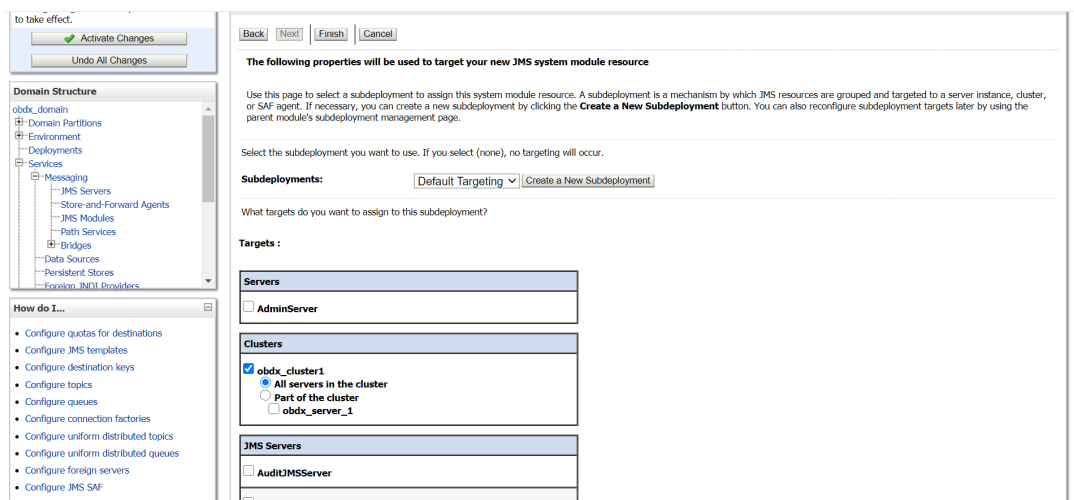 to take effect.
Activate Changes
Undo All Changes
Domain Structure
obdx_domain
Domain Partitions
Environment
Deployments
Services
Messaging
JMS Servers
Store-and-Forward Agents
JMS Modules
Path Services
Bridges
Data Sources
Persistent Stores
Foreign JNDI Providers
How do I...
Configure quotas for destinations
Configure JMS templates
Configure destination keys
Configure topics
Configure queues
Configure connection factories
Configure uniform distributed topics
Configure uniform distributed queues
Configure foreign servers
Configure JMS SAF
Back Next Finish Cancel
The following properties will be used to target your new JMS system module resource
Use this page to select a subdeployment to assign this system module resource. A subdeployment is a mechanism by which JMS resources are grouped and targeted to a server instance, cluster,
or SAF agent. If necessary, you can create a new subdeployment by clicking the Create a New Subdeployment button. You can also reconfigure subdeployment targets later by using the
parent module's subdeployment management page.
Select the subdeployment you want to use. If you select (none), no targeting will occur.
Subdeployments: Default Targeting Create a New Subdeployment
What targets do you want to assign to this subdeployment?
Targets :
Servers
AdminServer
Clusters
obdx_cluster1
All servers in the cluster
Part of the cluster
obdx_server_1
JMS Servers
AuditJMSServer